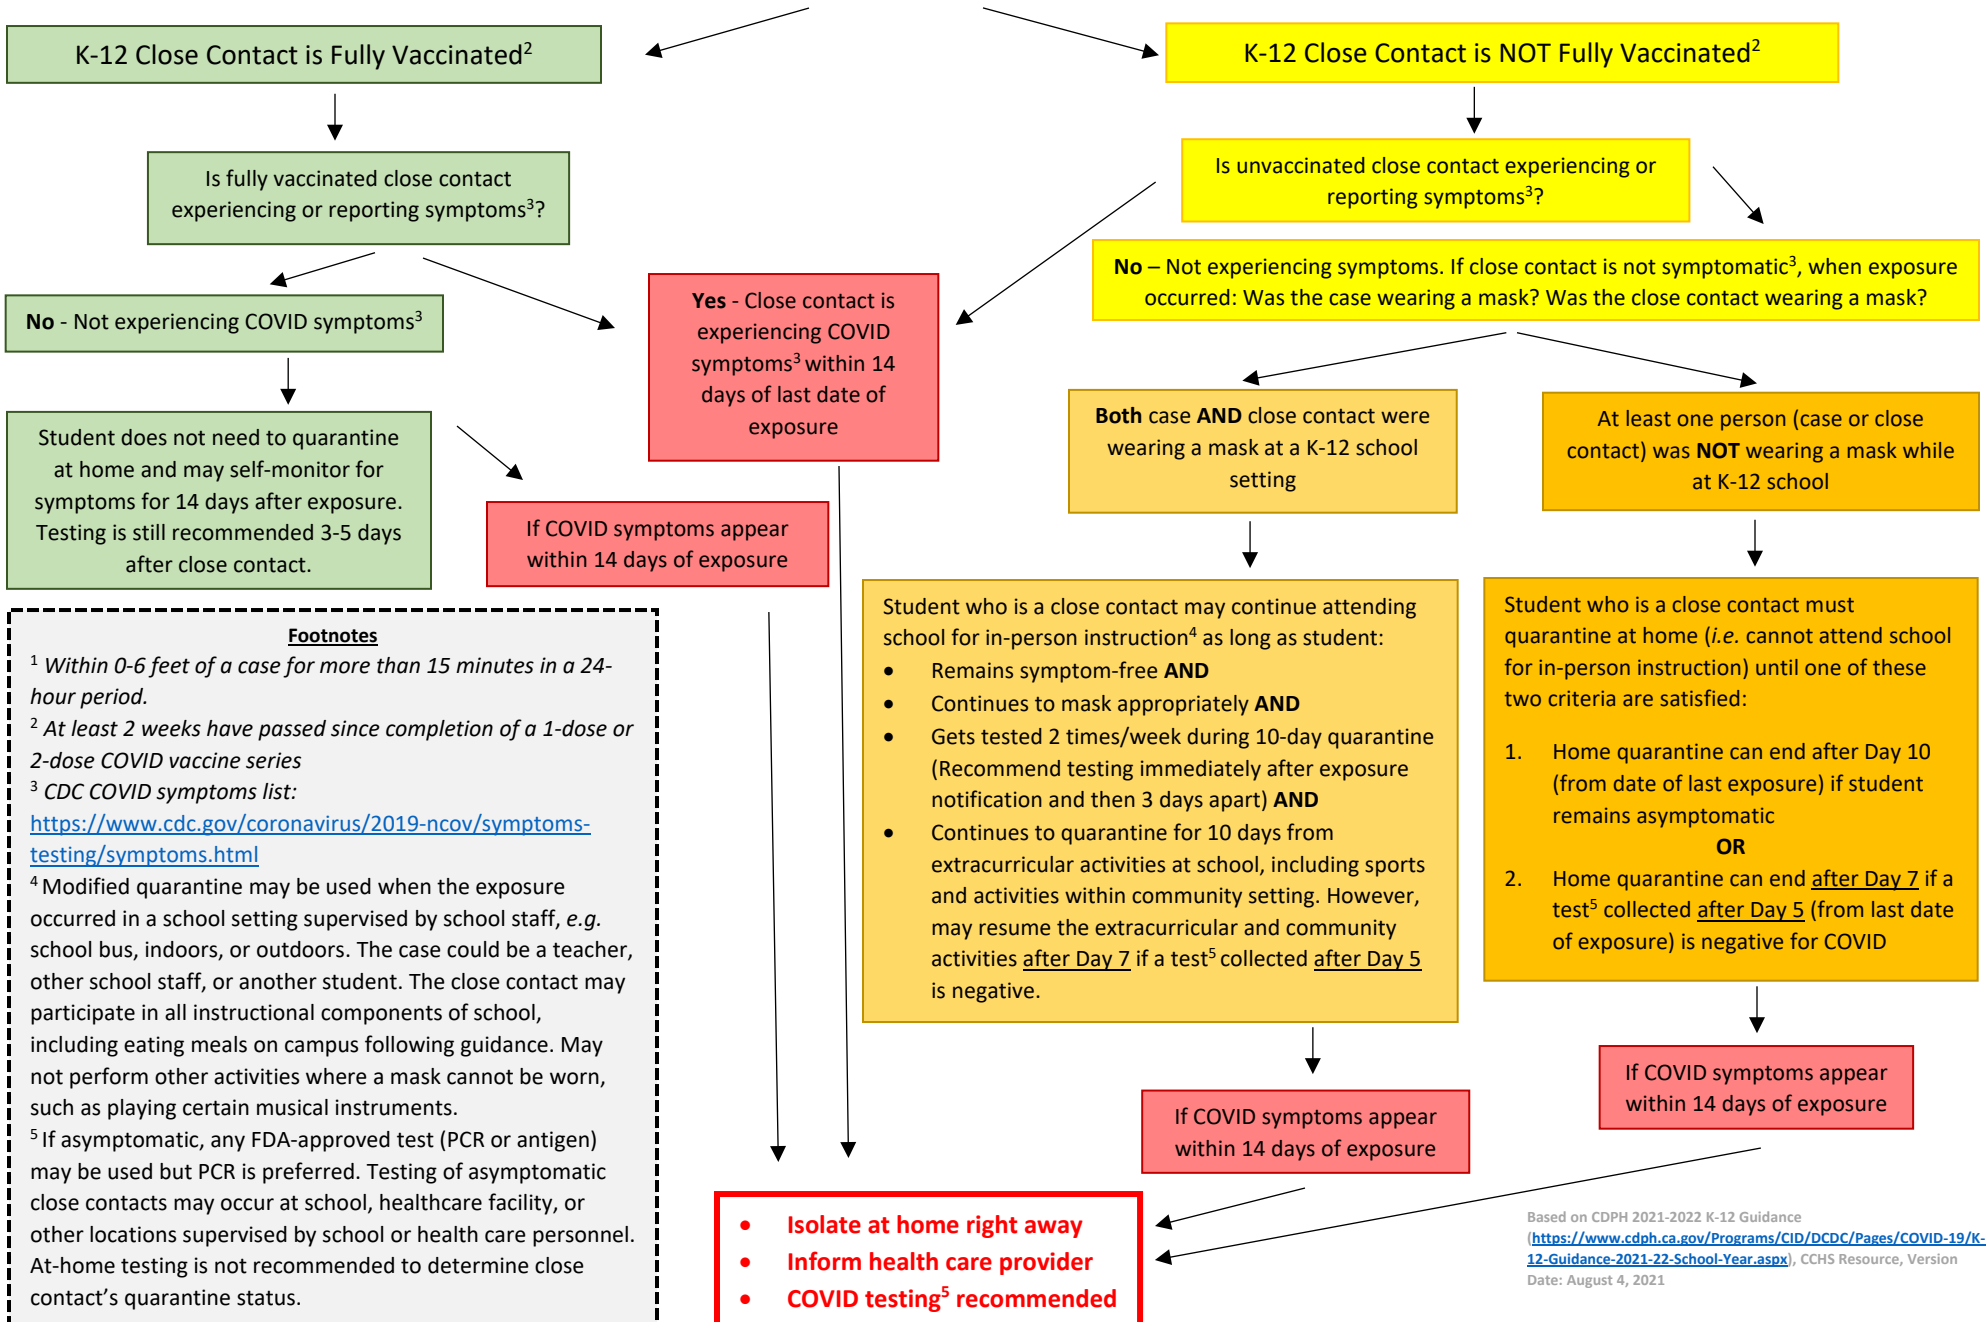 K-12 Close Contact is Fully Vaccinated2
K-12 Close Contact is NOT Fully Vaccinated2
Is fully vaccinated close contact
experiencing or reporting symptoms3?
Is unvaccinated close contact experiencing or
reporting symptoms3?
No - Not experiencing COVID symptoms3
Yes - Close contact is
experiencing COVID
symptoms3 within 14
days of last date of
exposure
No – Not experiencing symptoms. If close contact is not symptomatic3, when exposure
occurred: Was the case wearing a mask? Was the close contact wearing a mask?
Student does not need to quarantine
at home and may self-monitor for
symptoms for 14 days after exposure.
Testing is still recommended 3-5 days
after close contact.
If COVID symptoms appear
within 14 days of exposure
Both case AND close contact were
wearing a mask at a K-12 school
setting
At least one person (case or close
contact) was NOT wearing a mask while
at K-12 school
Student who is a close contact may continue attending
school for in-person instruction4 as long as student:
• Remains symptom-free AND
• Continues to mask appropriately AND
• Gets tested 2 times/week during 10-day quarantine
(Recommend testing immediately after exposure
notification and then 3 days apart) AND
• Continues to quarantine for 10 days from
extracurricular activities at school, including sports
and activities within community setting. However,
may resume the extracurricular and community
activities after Day 7 if a test5 collected after Day 5
is negative.
Student who is a close contact must
quarantine at home (i.e. cannot attend school
for in-person instruction) until one of these
two criteria are satisfied:
1. Home quarantine can end after Day 10
(from date of last exposure) if student
remains asymptomatic
OR
2. Home quarantine can end after Day 7 if a
test5 collected after Day 5 (from last date
of exposure) is negative for COVID
If COVID symptoms appear
within 14 days of exposure
If COVID symptoms appear
within 14 days of exposure
Footnotes
1 Within 0-6 feet of a case for more than 15 minutes in a 24-
hour period.
2 At least 2 weeks have passed since completion of a 1-dose or
2-dose COVID vaccine series
3 CDC COVID symptoms list:
https://www.cdc.gov/coronavirus/2019-ncov/symptoms-
testing/symptoms.html
4 Modified quarantine may be used when the exposure
occurred in a school setting supervised by school staff, e.g.
school bus, indoors, or outdoors. The case could be a teacher,
other school staff, or another student. The close contact may
participate in all instructional components of school,
including eating meals on campus following guidance. May
not perform other activities where a mask cannot be worn,
such as playing certain musical instruments.
5 If asymptomatic, any FDA-approved test (PCR or antigen)
may be used but PCR is preferred. Testing of asymptomatic
close contacts may occur at school, healthcare facility, or
other locations supervised by school or health care personnel.
At-home testing is not recommended to determine close
contact’s quarantine status.
• Isolate at home right away
• Inform health care provider
• COVID testing5 recommended
Based on CDPH 2021-2022 K-12 Guidance
(https://www.cdph.ca.gov/Programs/CID/DCDC/Pages/COVID-19/K-
12-Guidance-2021-22-School-Year.aspx), CCHS Resource, Version
Date: August 4, 2021